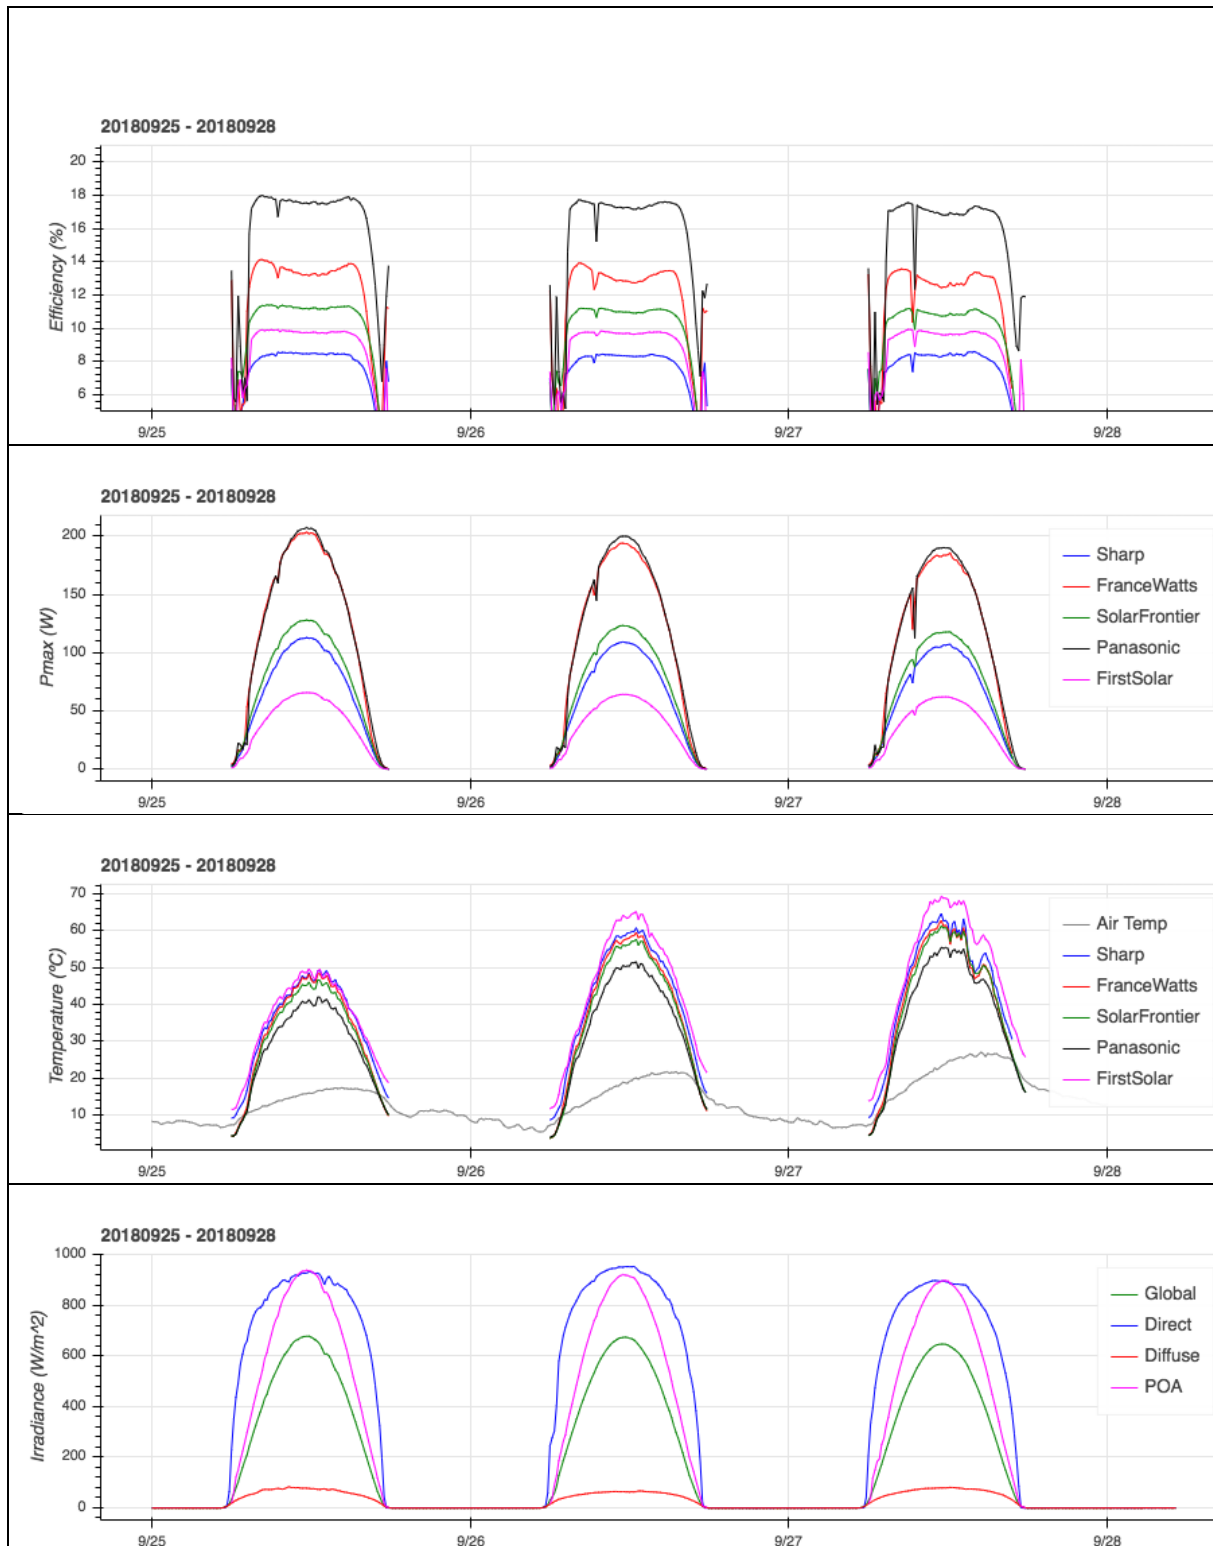 20180925 - 20180928
Efficiency (%)
20
18
16
14
12
10
8
6
9/25 9/26 9/27 9/28
20180925 - 20180928
Pmax (W)
200
150
100
50
0
Sharp
FranceWatts
SolarFrontier
Panasonic
FirstSolar
9/25 9/26 9/27 9/28
20180925 - 20180928
Temperature (ºC)
70
60
50
40
30
20
10
Air Temp
Sharp
FranceWatts
SolarFrontier
Panasonic
FirstSolar
9/25 9/26 9/27 9/28
20180925 - 20180928
Irradiance (W/m^2)
1000
800
600
400
200
0
Global
Direct
Diffuse
POA
9/25 9/26 9/27 9/28